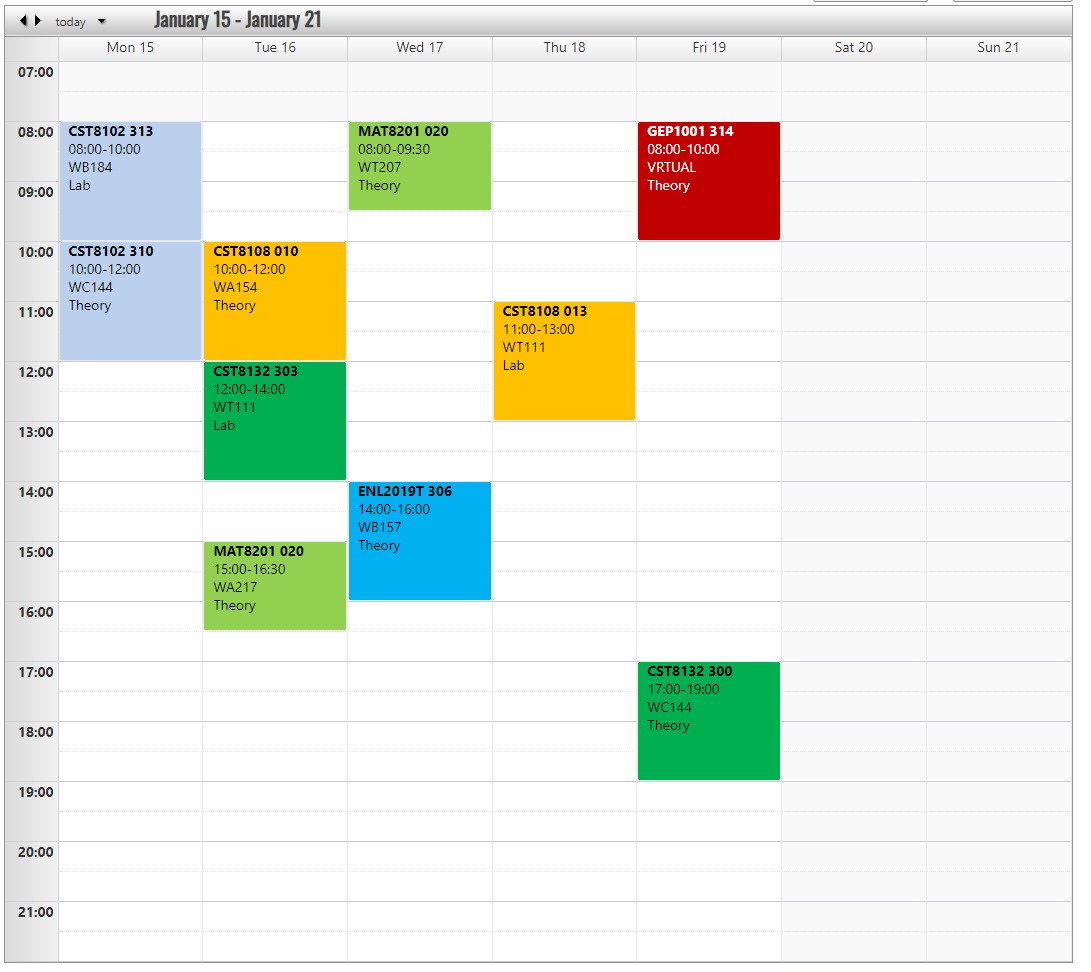 today January 15 - January 21
Mon 15 Tue 16 Wed 17 Thu 18 Fri 19 Sat 20 Sun 21
07:00
08:00
09:00
10:00
11:00
12:00
13:00
14:00
15:00
16:00
17:00
18:00
19:00
20:00
21:00
CST8102 313
08:00-10:00
WB184
Lab
CST8102 310
10:00-12:00
WC144
Theory
CST8108 010
10:00-12:00
WA154
Theory
CST8132 303
12:00-14:00
WT111
Lab
MAT8201 020
15:00-16:30
WA217
Theory
MAT8201 020
08:00-09:30
WT207
Theory
ENL2019T 306
14:00-16:00
WB157
Theory
CST8108 013
11:00-13:00
WT111
Lab
GEP1001 314
08:00-10:00
VRTUAL
Theory
CST8132 300
17:00-19:00
WC144
Theory